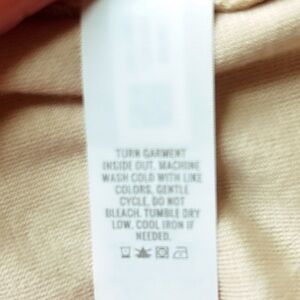 TURN GARMENT
INSIDE OUT. MACHINE
WASH COLD WITH LIKE
COLORS, GENTLE
CYCLE. DO NOT
BLEACH. TUMBLE DRY
LOW. COOL IRON IF
NEEDED.